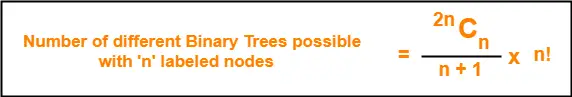 Number of different Binary Trees possible
with 'n' labeled nodes
= 2nCn
n + 1 x n!